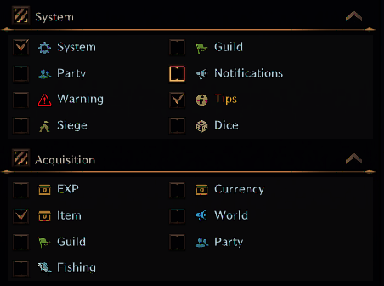 System
System Guild
Party Notifications
Warning Tips
Siege Dice
Acquisition
EXP Currency
Item World
Guild Party
Fishing